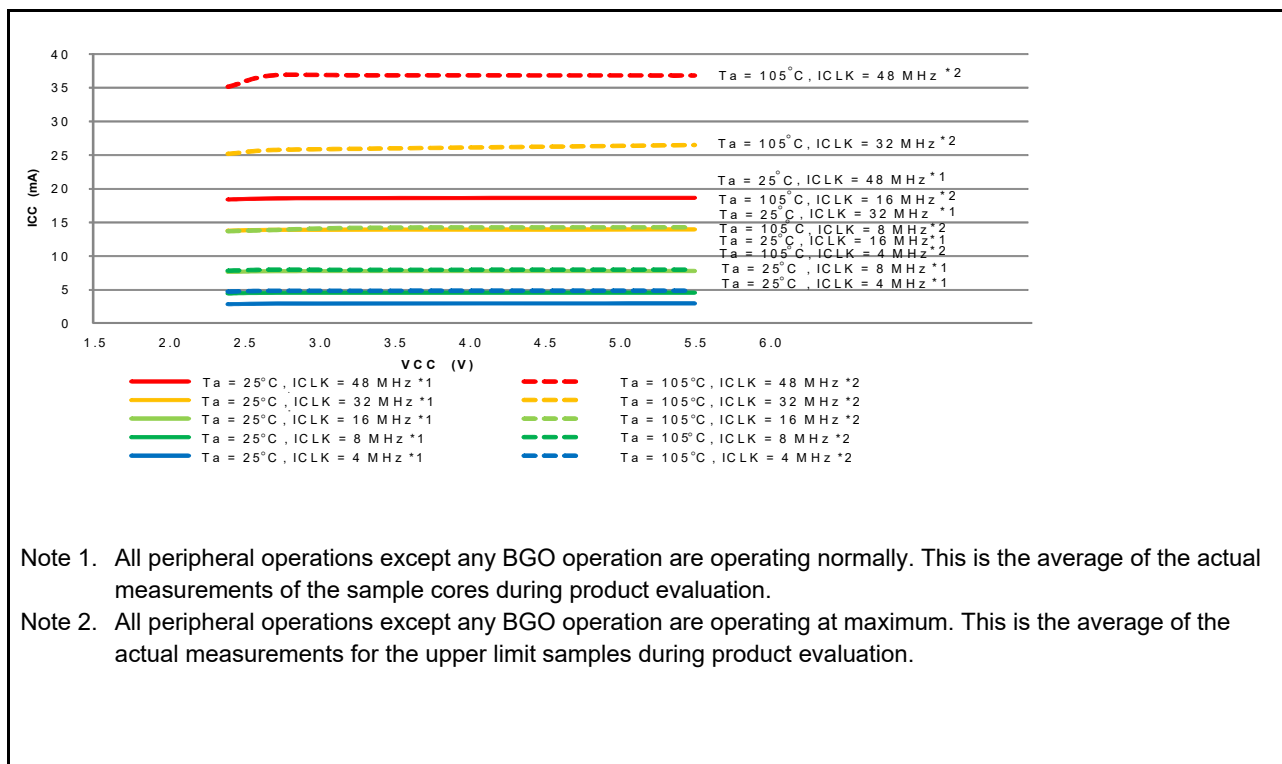 40
35
30
25
20
15
10
5
0
ICC (mA)
Ta = 105°C, ICLK = 48 MHz *2
Ta = 105°C, ICLK = 32 MHz *2
Ta = 25°C, ICLK = 48 MHz *1
Ta = 105°C, ICLK = 16 MHz *2
Ta = 25°C, ICLK = 32 MHz *1
Ta = 105°C, ICLK = 8 MHz *2
Ta = 25°C, ICLK = 16 MHz *1
Ta = 105°C, ICLK = 4 MHz *2
Ta = 25°C, ICLK = 8 MHz *1
Ta = 25°C, ICLK = 4 MHz *1
1.5 2.0 2.5 3.0 3.5 4.0 4.5 5.0 5.5 6.0
VCC (V)
Ta = 25°C, ICLK = 48 MHz *1
Ta = 105°C, ICLK = 48 MHz *2
Ta = 25°C, ICLK = 32 MHz *1
Ta = 105°C, ICLK = 32 MHz *2
Ta = 25°C, ICLK = 16 MHz *1
Ta = 105°C, ICLK = 16 MHz *2
Ta = 25°C, ICLK = 8 MHz *1
Ta = 105°C, ICLK = 8 MHz *2
Ta = 25°C, ICLK = 4 MHz *1
Ta = 105°C, ICLK = 4 MHz *2
Note 1. All peripheral operations except any BGO operation are operating normally. This is the average of the actual
measurements of the sample cores during product evaluation.
Note 2. All peripheral operations except any BGO operation are operating at maximum. This is the average of the
actual measurements for the upper limit samples during product evaluation.